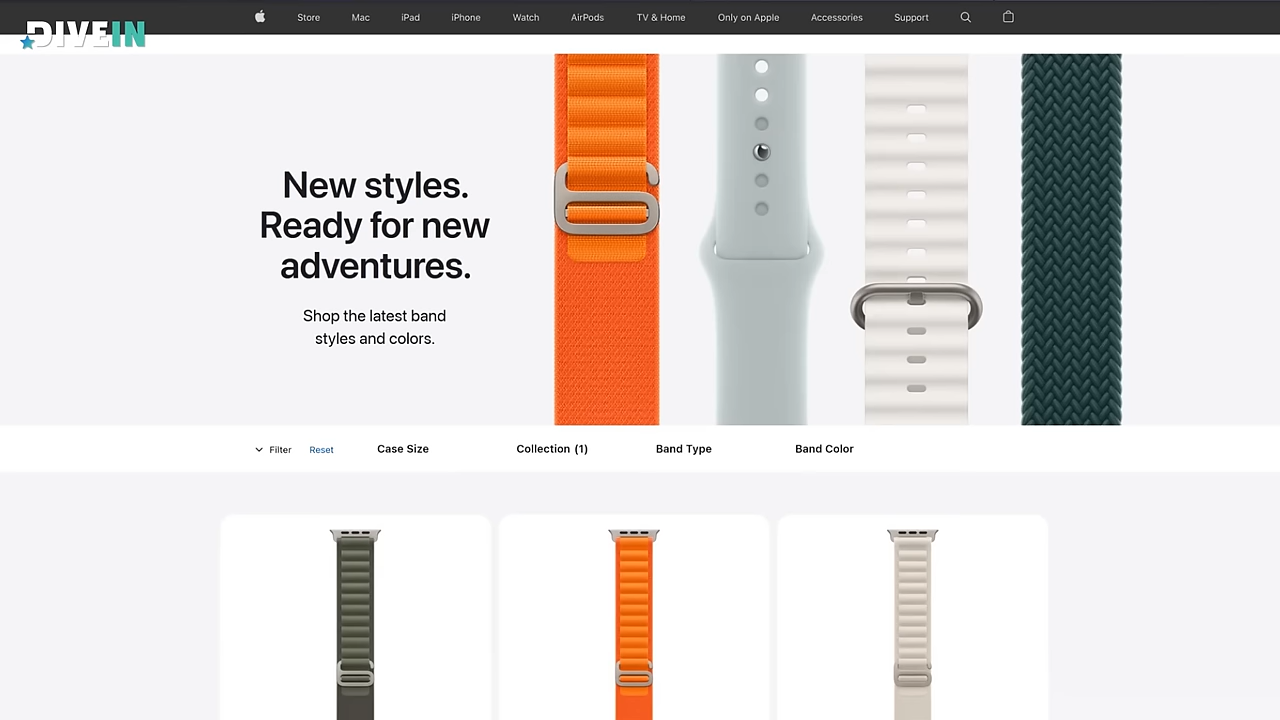 Store Mac iPad iPhone Watch AirPods TV & Home Only on Apple Accessories Support
DIVEIN
New styles.
Ready for new
adventures.
Shop the latest band
styles and colors.
Filter Reset Case Size Collection (1) Band Type Band Color